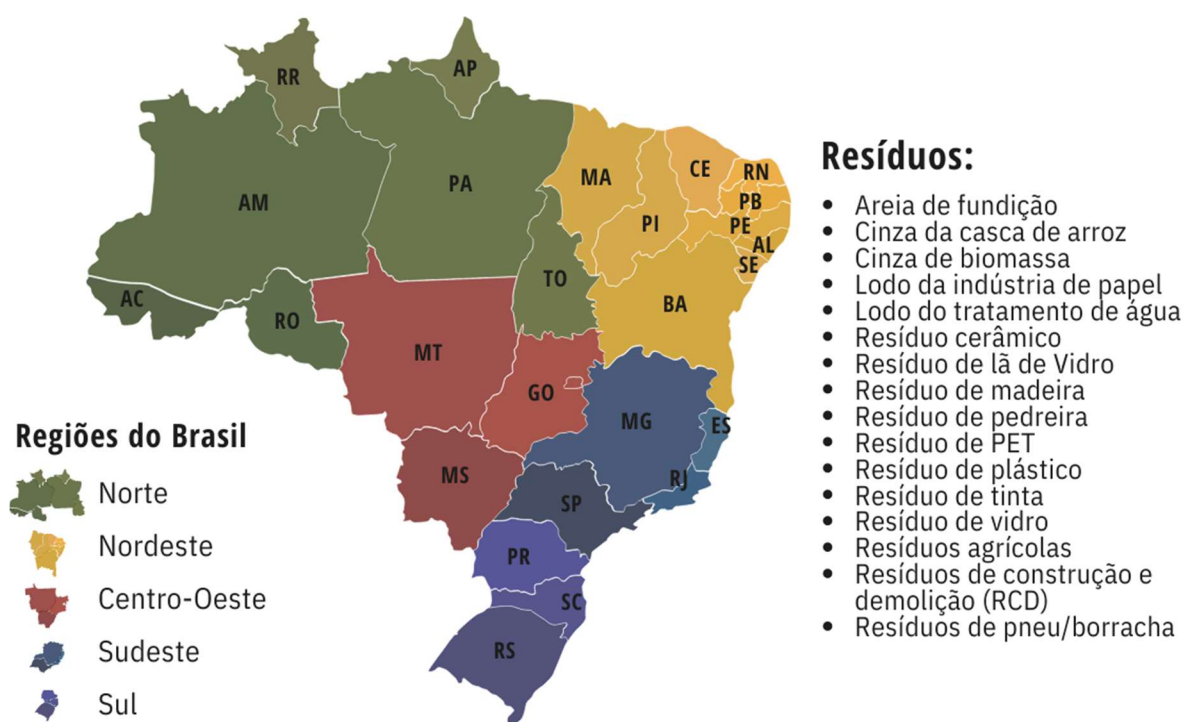 RR
AP
AM
PA
MA
CE
RN
PB
PI
PE
AL
SE
AC
TO
RO
BA
MT
GO
MG
ES
MS
RJ
SP
PR
SC
RS
Regiões do Brasil
Norte
Nordeste
Centro-Oeste
Sudeste
Sul
Resíduos:
• Areia de fundição
• Cinza da casca de arroz
• Cinza de biomassa
• Lodo da indústria de papel
• Lodo do tratamento de água
• Resíduo cerâmico
• Resíduo de lã de Vidro
• Resíduo de madeira
• Resíduo de pedreira
• Resíduo de PET
• Resíduo de plástico
• Resíduo de tinta
• Resíduo de vidro
• Resíduos agrícolas
• Resíduos de construção e
demolição (RCD)
• Resíduos de pneu/borracha